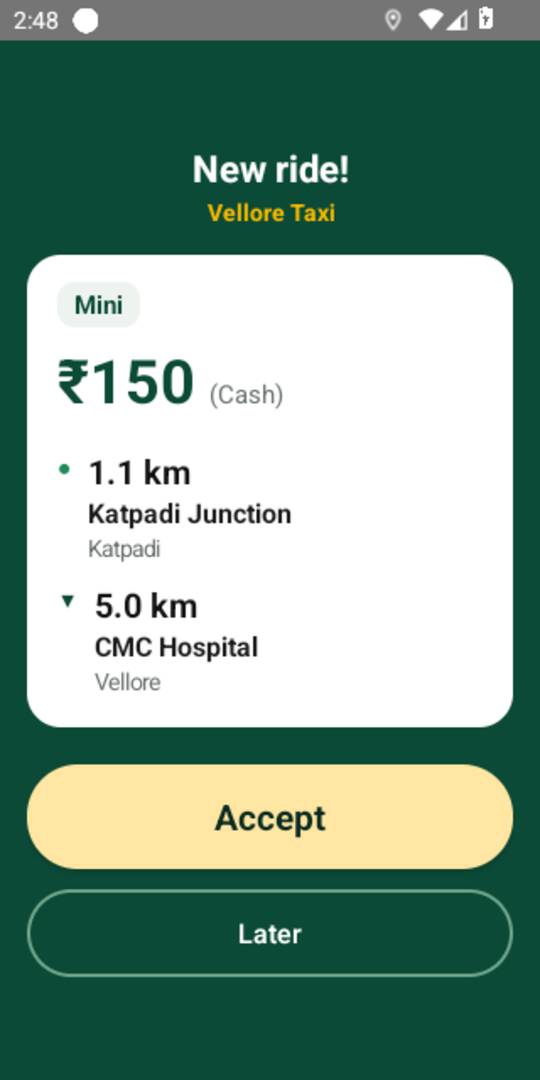 2:48
New ride!
Vellore Taxi
Mini
₹150 (Cash)
1.1 km
Katpadi Junction
Katpadi
5.0 km
CMC Hospital
Vellore
Accept
Later